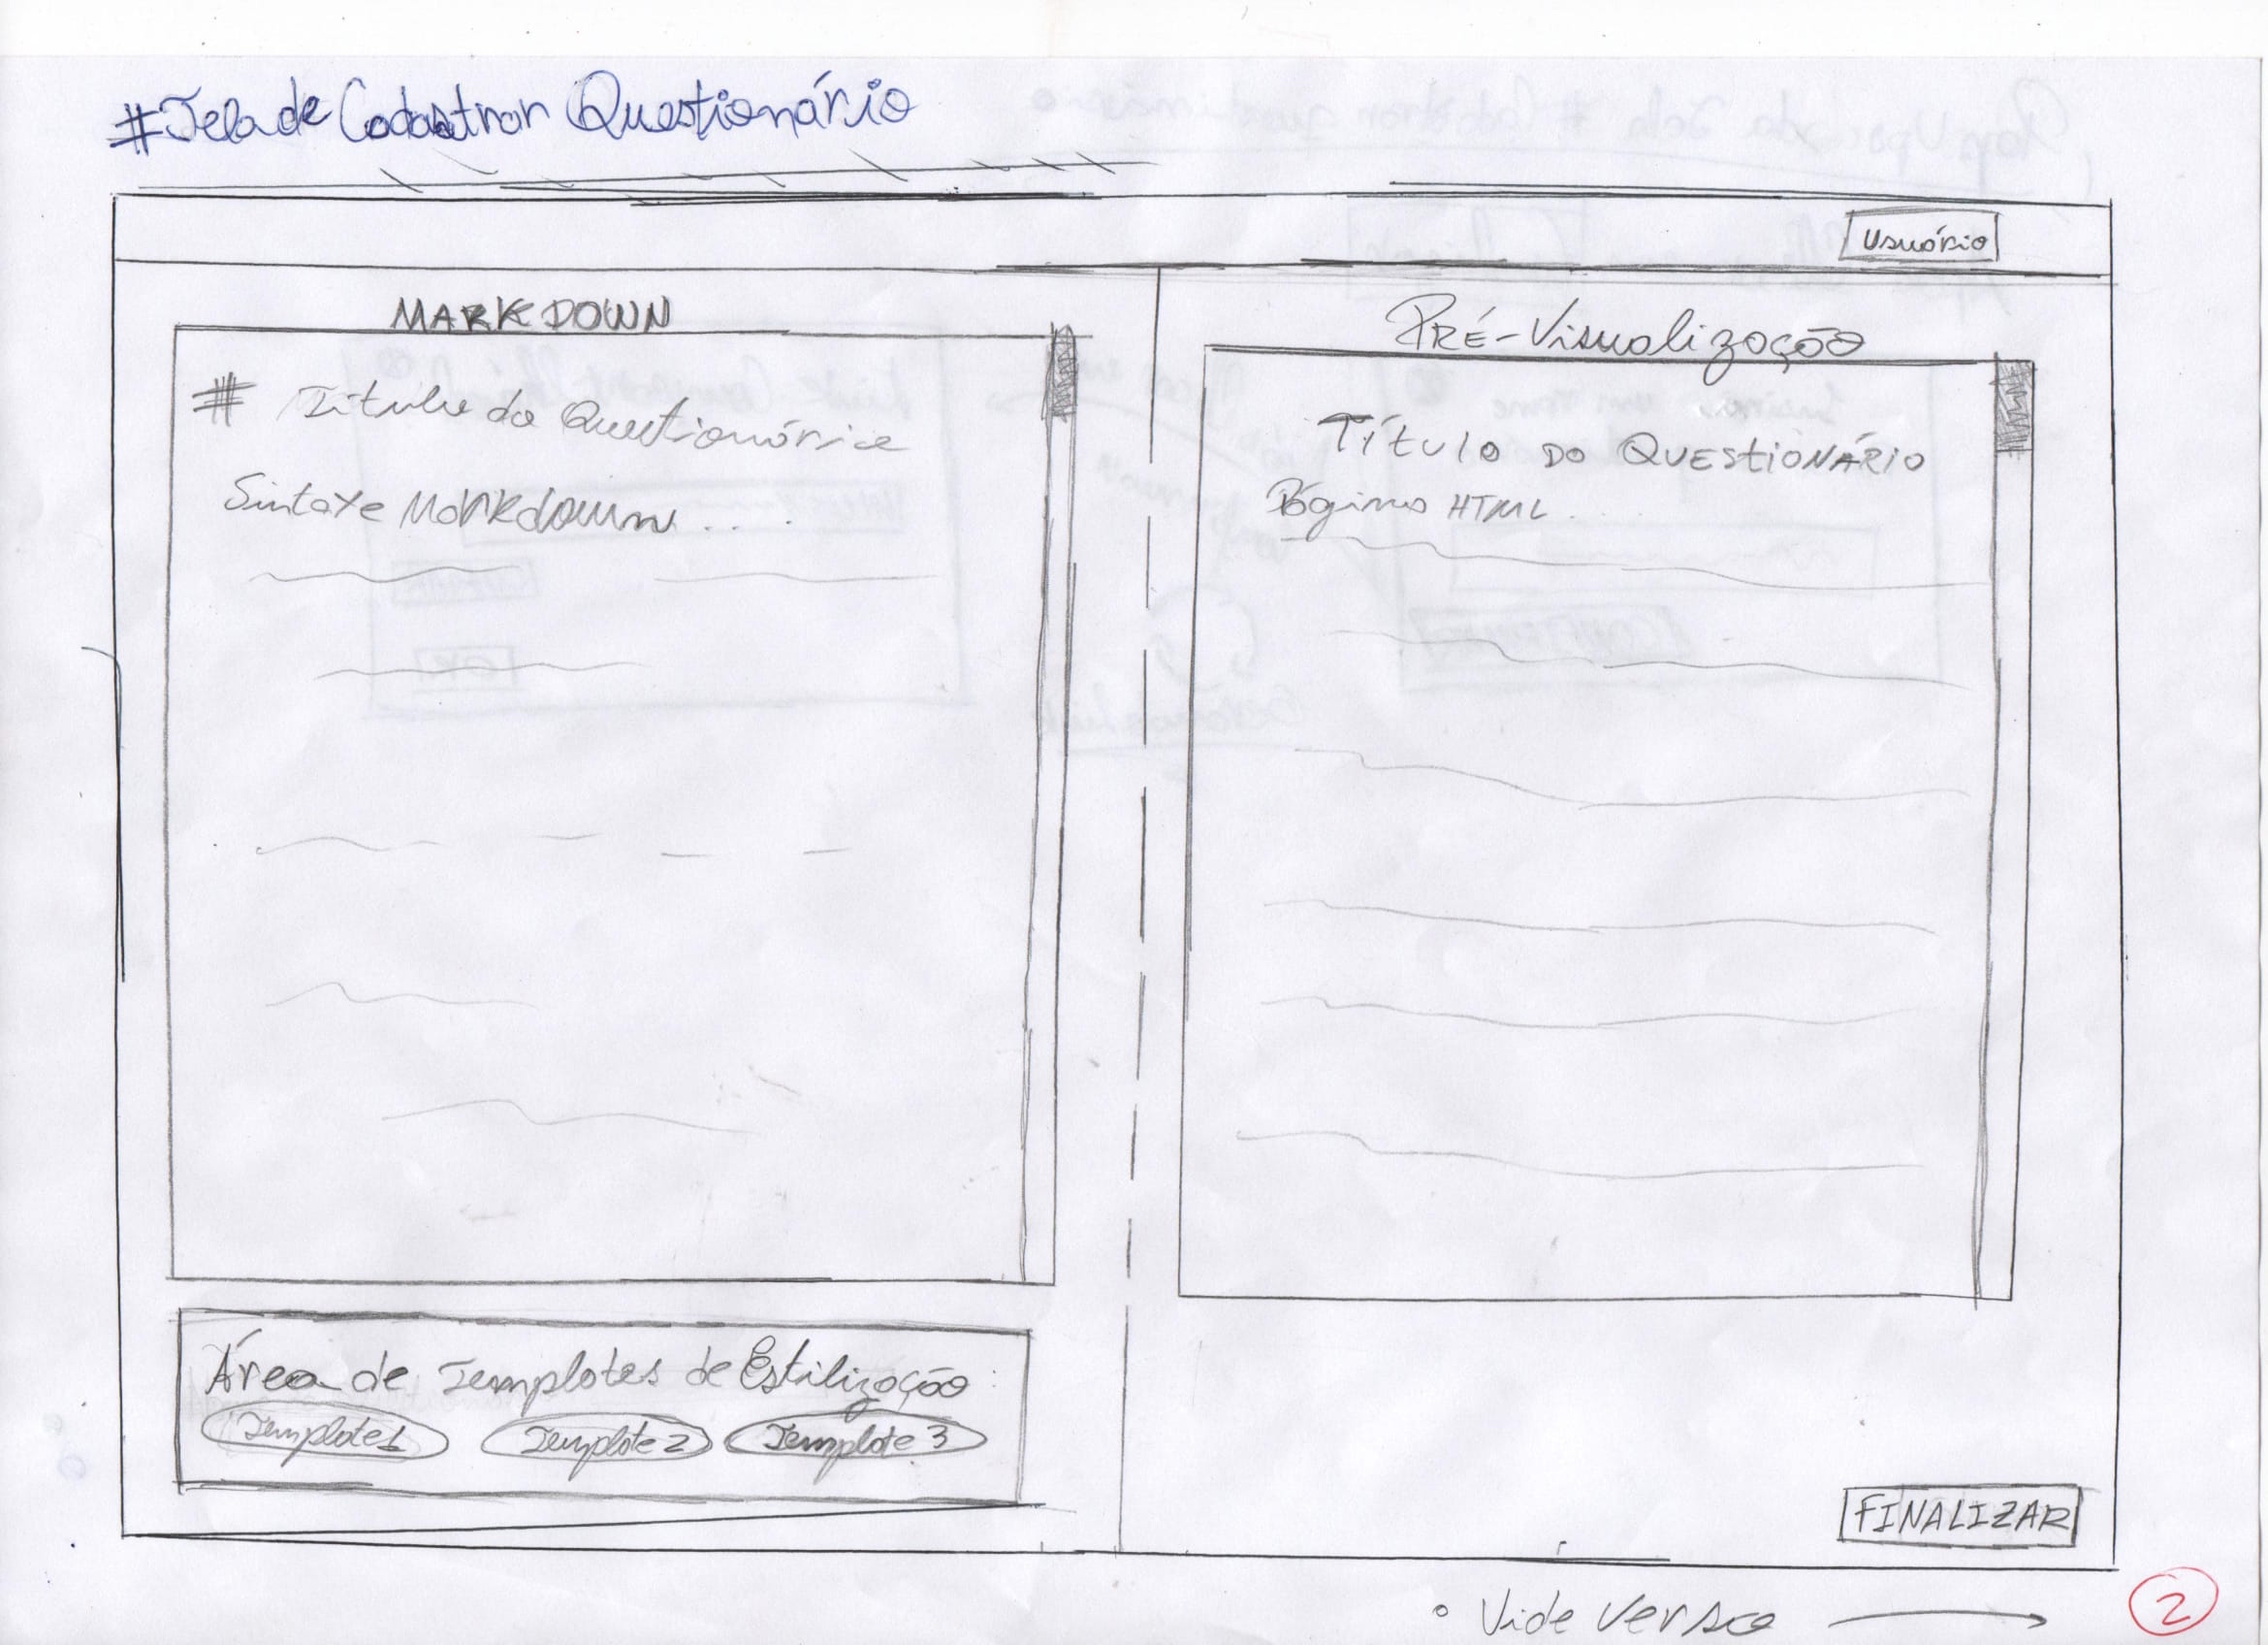 #Tela de Cadastrar Questionário
Usuário
MARKDOWN
# Título do Questionário
Sintaxe Markdown...
PRÉ-Visualização
Título do Questionário
Página HTML...
Área de Templates de Estilização:
Template 1 Template 2 Template 3
FINALIZAR
• Vide verso
2